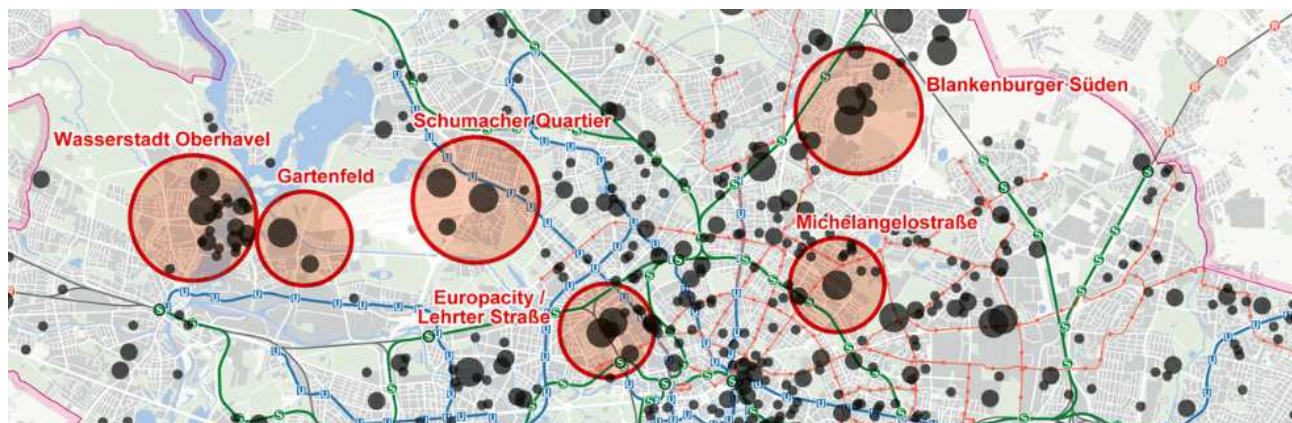 Blankenburger Süden
Schumacher Quartier
Wasserstadt Oberhavel
Gartenfeld
Michelangelostraße
Europacity /
Lehrter Straße